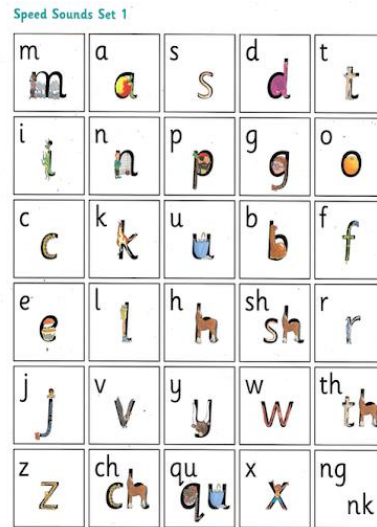 Speed Sounds Set 1
m a s d t
m a s d t
i n p g o
i n p g o
c k u b f
c k u b f
e l h sh r
e l h sh r
j v y w th
j v y w th
z ch qu x ng
z ch qu x nk